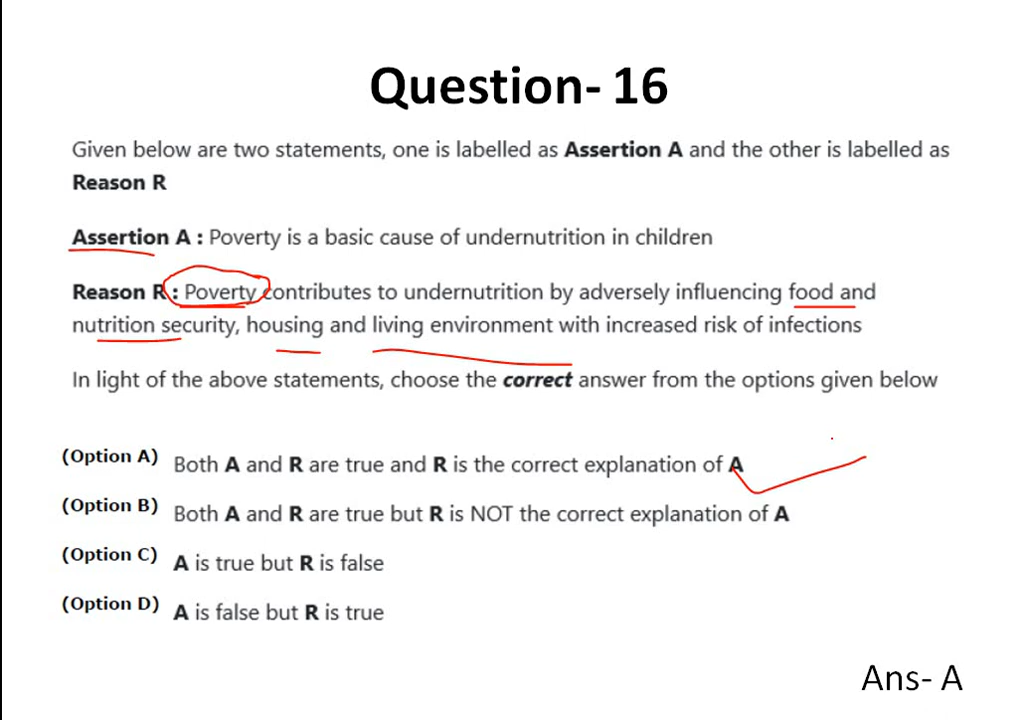 Question- 16
Given below are two statements, one is labelled as Assertion A and the other is labelled as
Reason R
Assertion A : Poverty is a basic cause of undernutrition in children
Reason R : Poverty contributes to undernutrition by adversely influencing food and
nutrition security, housing and living environment with increased risk of infections
In light of the above statements, choose the correct answer from the options given below
(Option A) Both A and R are true and R is the correct explanation of A
(Option B) Both A and R are true but R is NOT the correct explanation of A
(Option C) A is true but R is false
(Option D) A is false but R is true
Ans- A